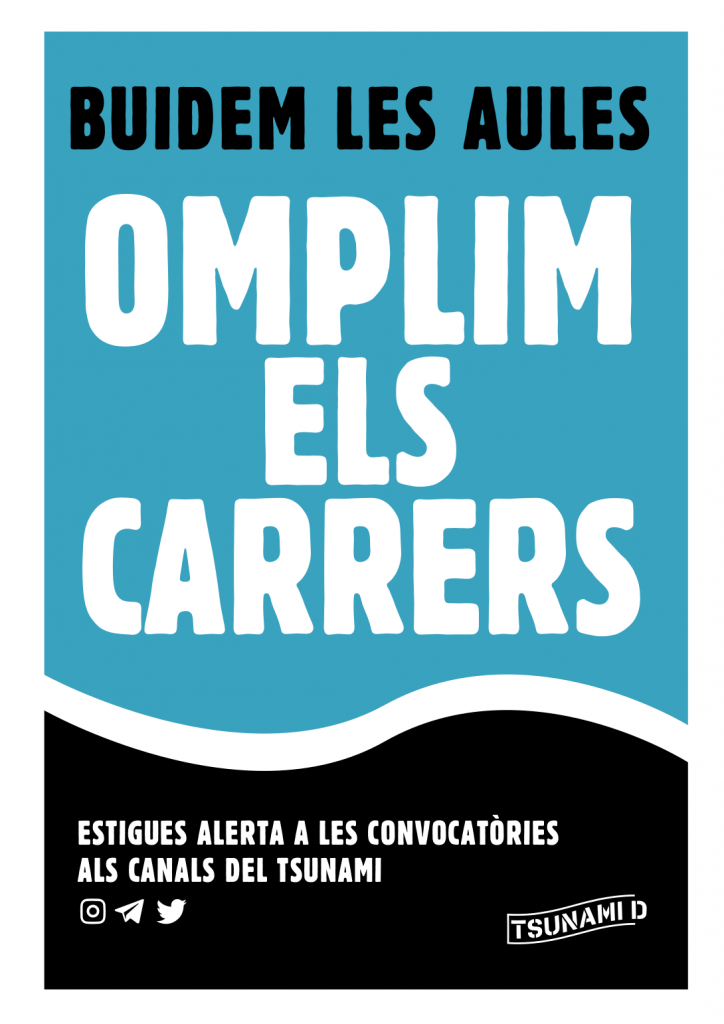 BUIDEM LES AULES
OMPLIM
ELS
CARRERS
ESTIGUES ALERTA A LES CONVOCATÒRIES
ALS CANALS DEL TSUNAMI
TSUNAMI D